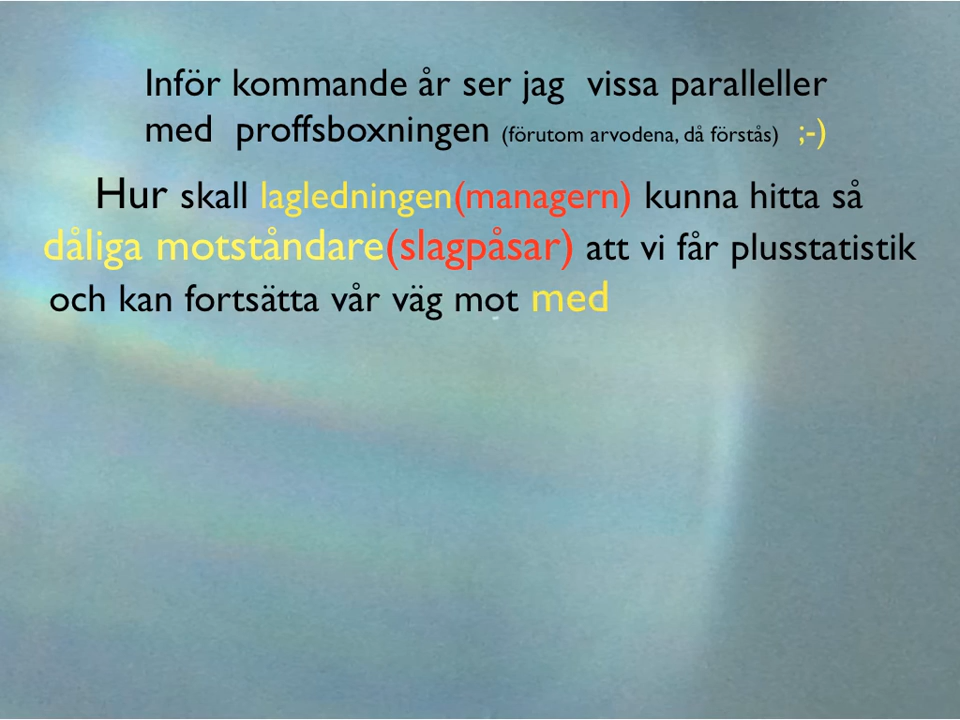 Inför kommande år ser jag vissa paralleller
med proffsboxningen (förutom arvodena, då förstås) ;-)
Hur skall lagledningen(managern) kunna hitta så
dåliga motståndare(slagpåsar) att vi får plusstatistik
och kan fortsätta vår väg mot med